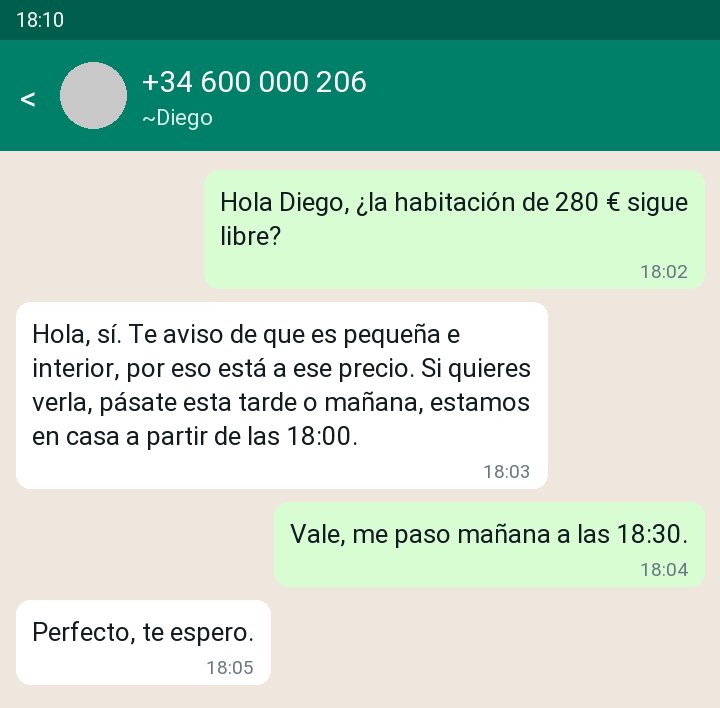 18:10
<
+34 600 000 206
~Diego
Hola Diego, ¿la habitación de 280 € sigue
libre?
18:02
Hola, sí. Te aviso de que es pequeña e
interior, por eso está a ese precio. Si quieres
verla, pásate esta tarde o mañana, estamos
en casa a partir de las 18:00.
18:03
Vale, me paso mañana a las 18:30.
18:04
Perfecto, te espero.
18:05